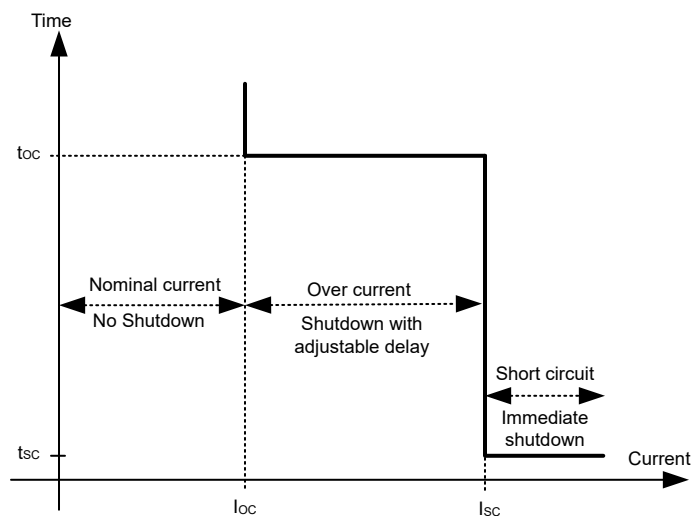 Time
tOC
Nominal current
No Shutdown
Over current
Shutdown with
adjustable delay
Short circuit
Immediate
shutdown
tSC
Current
IOC
ISC